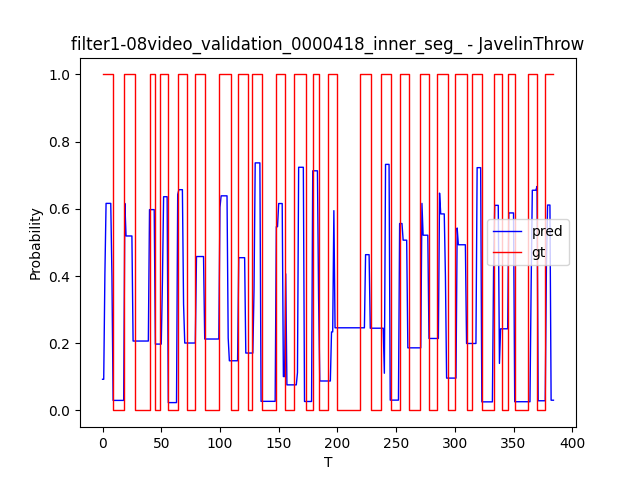 filter1-08video_validation_0000418_inner_seg_ - JavelinThrow
1.0
0.8
0.6
0.4
0.2
0.0
Probability
pred
gt
0 50 100 150 200 250 300 350 400
T